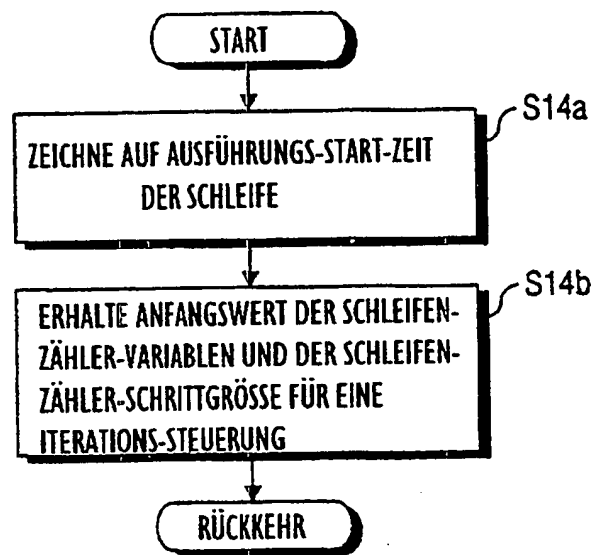 START
S14a
ZEICHNE AUF AUSFÜHRUNGS-START-ZEIT
DER SCHLEIFE
S14b
ERHALTE ANFANGSWERT DER SCHLEIFEN-
ZÄHLER-VARIABLEN UND DER SCHLEIFEN-
ZÄHLER-SCHRITTGRÖSSE FÜR EINE
ITERATIONS-STEUERUNG
RÜCKKEHR